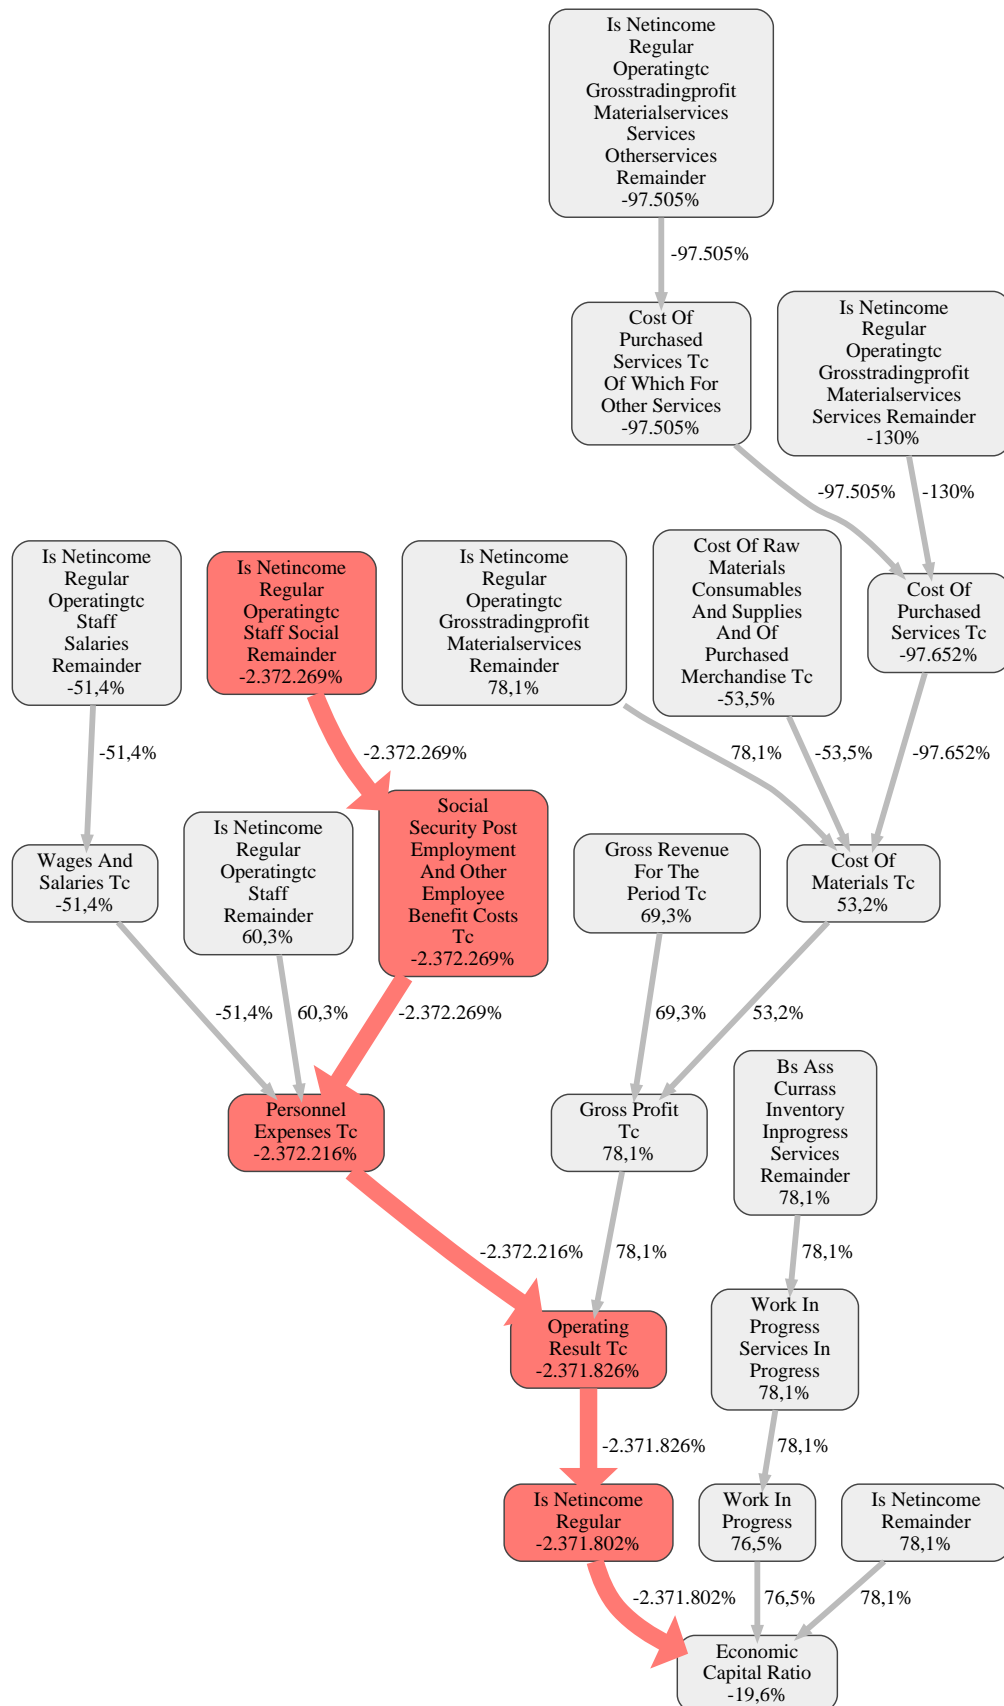 Is Netincome
Regular
Operatingtc
Grosstradingprofit
Materialservices
Services
Otherservices
Remainder
-97.505%
-97.505%
Cost Of
Purchased
Services Tc
Of Which For
Other Services
-97.505%
Is Netincome
Regular
Operatingtc
Grosstradingprofit
Materialservices
Services Remainder
-130%
-97.505%
-130%
Is Netincome
Regular
Operatingtc
Staff
Salaries
Remainder
-51,4%
Is Netincome
Regular
Operatingtc
Staff Social
Remainder
-2.372.269%
Is Netincome
Regular
Operatingtc
Grosstradingprofit
Materialservices
Remainder
78,1%
Cost Of Raw
Materials
Consumables
And Supplies
And Of
Purchased
Merchandise Tc
-53,5%
Cost Of
Purchased
Services Tc
-97.652%
-51,4%
-2.372.269%
78,1%
-53,5%
-97.652%
Wages And
Salaries Tc
-51,4%
Is Netincome
Regular
Operatingtc
Staff
Remainder
60,3%
Social
Security Post
Employment
And Other
Employee
Benefit Costs
Tc
-2.372.269%
Gross Revenue
For The
Period Tc
69,3%
Cost Of
Materials Tc
53,2%
-51,4%
60,3%
-2.372.269%
69,3%
53,2%
Personnel
Expenses Tc
-2.372.216%
Gross Profit
Tc
78,1%
Bs Ass
Currass
Inventory
Inprogress
Services
Remainder
78,1%
-2.372.216%
78,1%
78,1%
Operating
Result Tc
-2.371.826%
Work In
Progress
Services In
Progress
78,1%
-2.371.826%
78,1%
Is Netincome
Regular
-2.371.802%
Work In
Progress
76,5%
Is Netincome
Remainder
78,1%
-2.371.802%
76,5%
78,1%
Economic
Capital Ratio
-19,6%